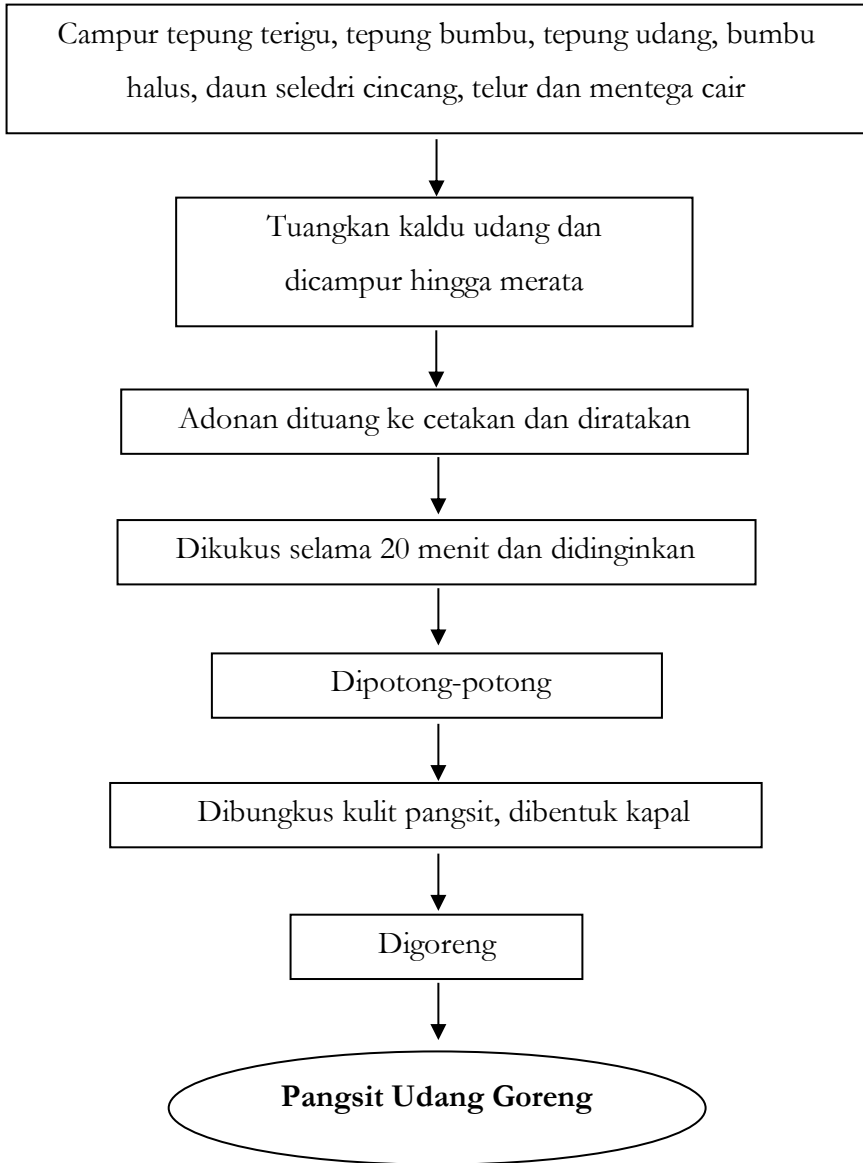 Campur tepung terigu, tepung bumbu, tepung udang, bumbu
halus, daun seledri cincang, telur dan mentega cair
Tuangkan kaldu udang dan
dicampur hingga merata
Adonan dituang ke cetakan dan diratakan
Dikukus selama 20 menit dan didinginkan
Dipotong-potong
Dibungkus kulit pangsit, dibentuk kapal
Digoreng
Pangsit Udang Goreng